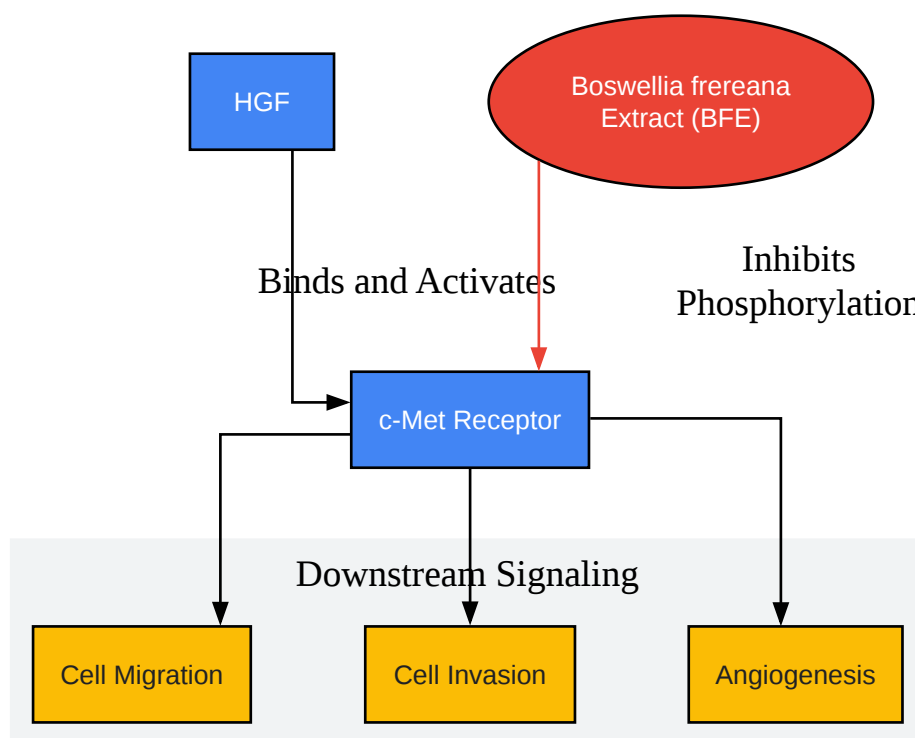 HGF
Boswellia frereana
Extract (BFE)
Binds and Activates
Inhibits
Phosphorylation
c-Met Receptor
Downstream Signaling
Cell Migration
Cell Invasion
Angiogenesis